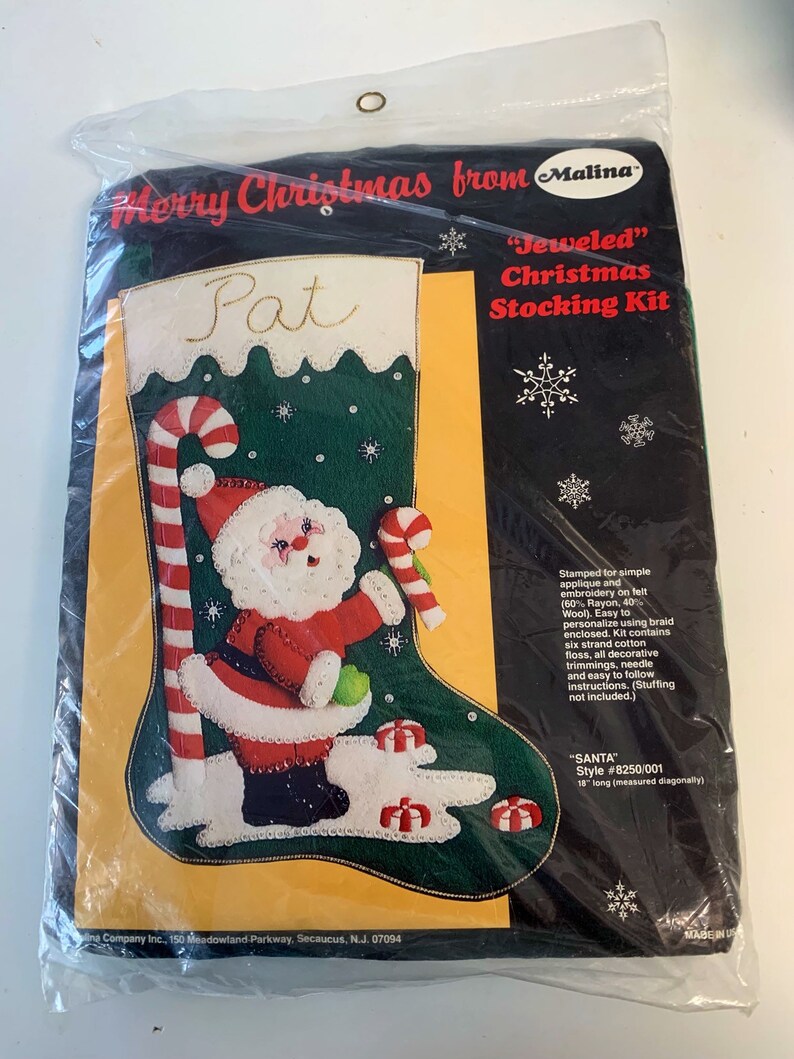 Merry Christmas from Malina™
"Jeweled"
Christmas
Stocking Kit
Pat
Stamped for simple
applique and
embroidery on felt
(60% Rayon, 40%
Wool). Easy to
personalize using braid
enclosed. Kit contains
six strand cotton
floss, all decorative
trimmings, needle
and easy to follow
instructions. (Stuffing
not included.)
"SANTA"
Style #8250/001
18" long (measured diagonally)
Company Inc., 150 Meadowland Parkway, Secaucus, N.J. 07094
MADE IN